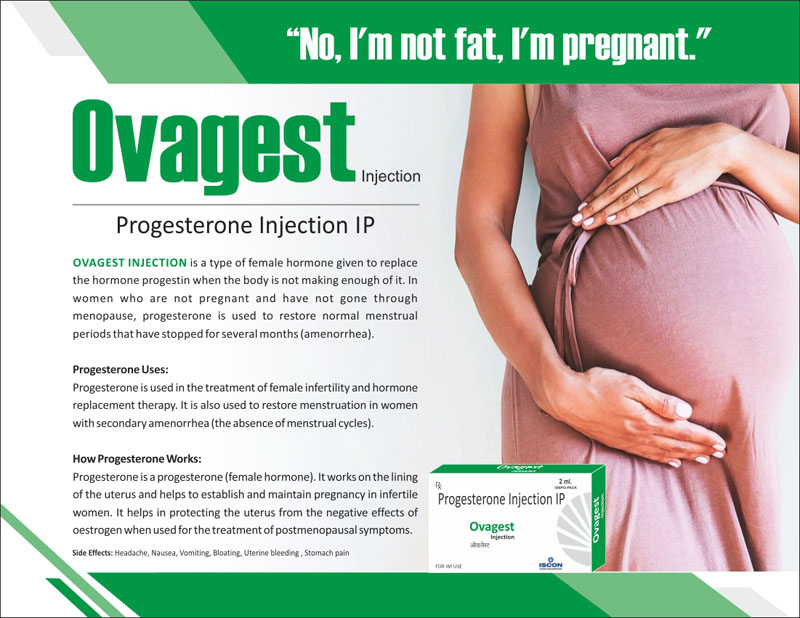 “No, I'm not fat, I'm pregnant.”
Ovagest Injection
Progesterone Injection IP
OVAGEST INJECTION is a type of female hormone given to replace
the hormone progestin when the body is not making enough of it. In
women who are not pregnant and have not gone through
menopause, progesterone is used to restore normal menstrual
periods that have stopped for several months (amenorrhea).
Progesterone Uses:
Progesterone is used in the treatment of female infertility and hormone
replacement therapy. It is also used to restore menstruation in women
with secondary amenorrhea (the absence of menstrual cycles).
How Progesterone Works:
Progesterone is a progesterone (female hormone). It works on the lining
of the uterus and helps to establish and maintain pregnancy in infertile
women. It helps in protecting the uterus from the negative effects of
oestrogen when used for the treatment of postmenopausal symptoms.
Side Effects: Headache, Nausea, Vomiting, Bloating, Uterine bleeding , Stomach pain
Ovagest
Rx
2 ml.
Progesterone Injection IP
Ovagest
Injection
FOR IM USE
ISCON
Ovagest
Injection